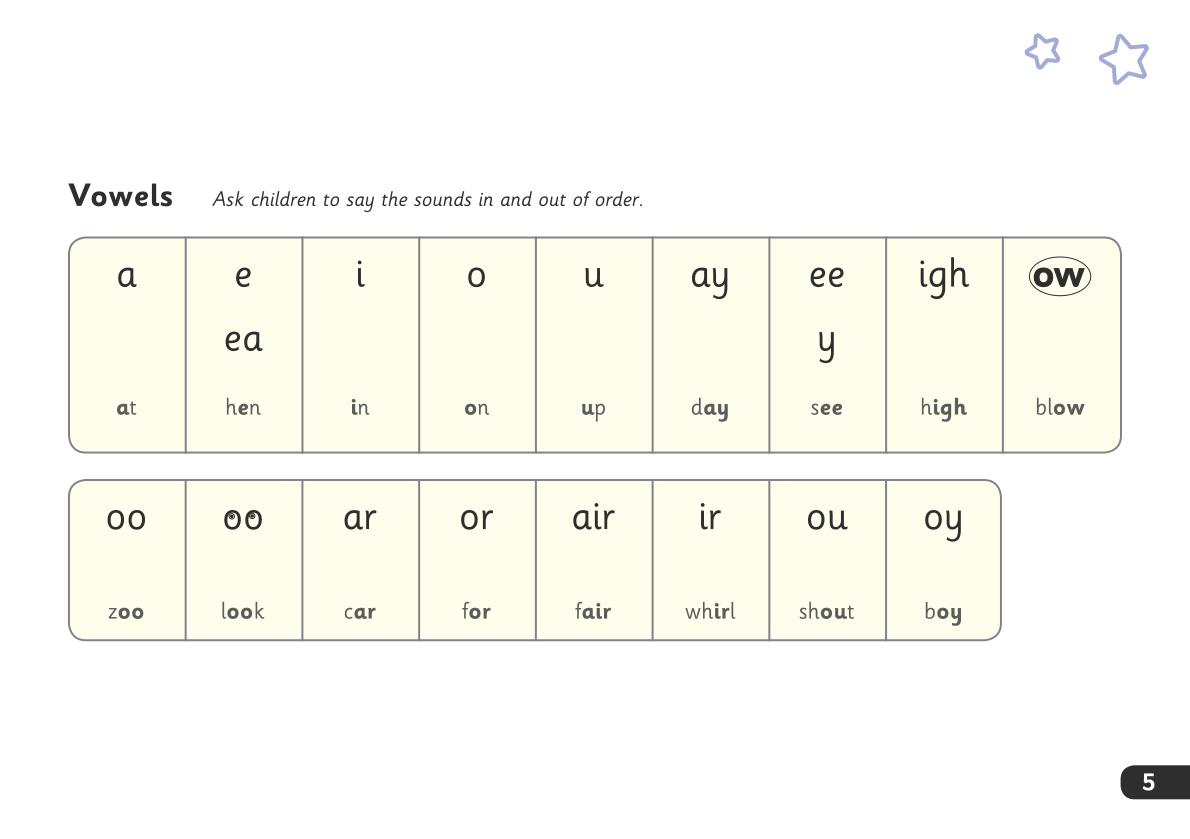 Vowels Ask children to say the sounds in and out of order.
a e i o u ay ee igh ow
ea y
at hen in on up day see high blow
oo oo ar or air ir ou oy
zoo look car for fair whirl shout boy
5